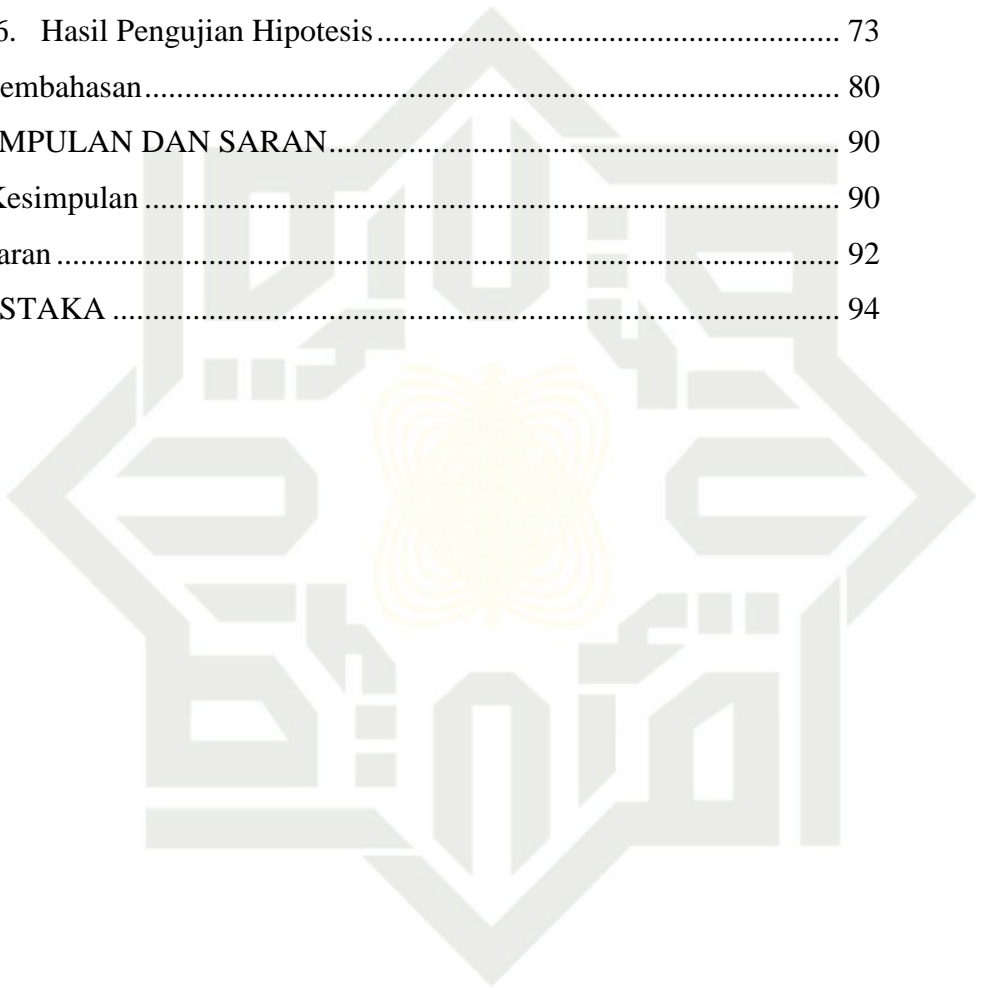 6. Hasil Pengujian Hipotesis ........................................................ 73
embahasan ........................................................ 80
MPULAN DAN SARAN ........................................................ 90
Kesimpulan ........................................................ 90
aran ........................................................ 92
STAKA ........................................................ 94